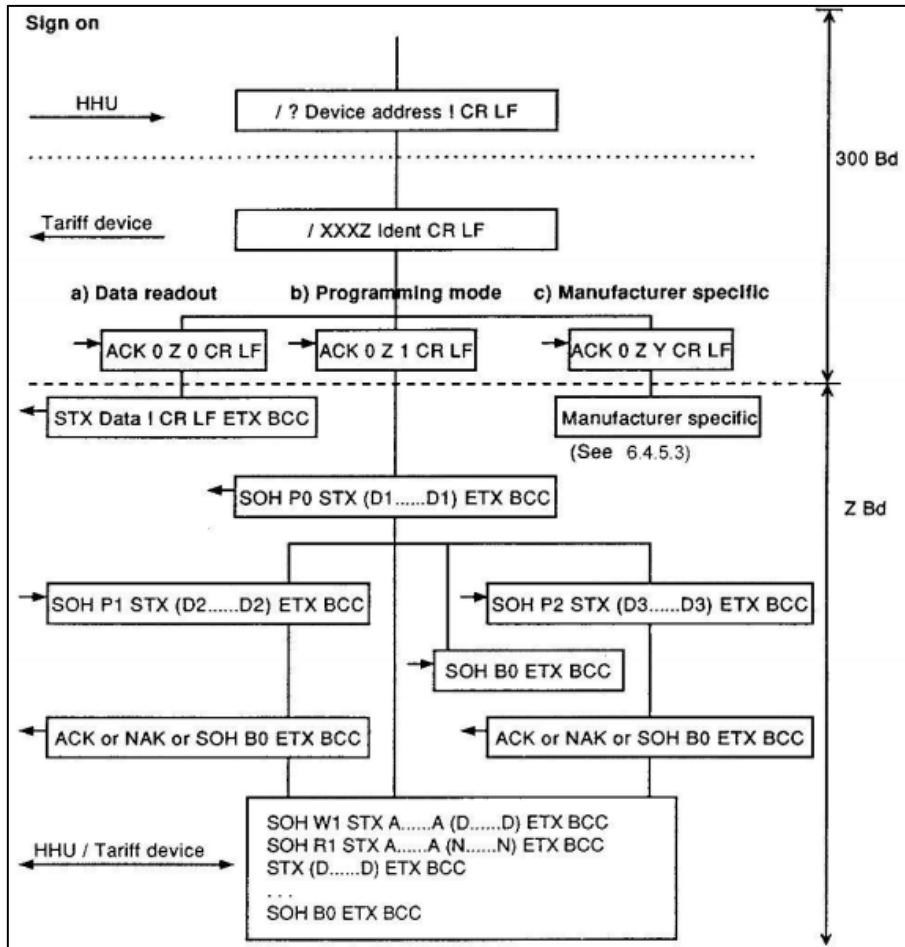 Sign on
HHU
/ ? Device address ! CR LF
300 Bd
Tariff device
/ XXXZ Ident CR LF
a) Data readout
b) Programming mode
c) Manufacturer specific
ACK 0 Z 0 CR LF
ACK 0 Z 1 CR LF
ACK 0 Z Y CR LF
STX Data ! CR LF ETX BCC
Manufacturer specific
(See 6.4.5.3)
SOH P0 STX (D1......D1) ETX BCC
Z Bd
SOH P1 STX (D2......D2) ETX BCC
SOH P2 STX (D3......D3) ETX BCC
SOH B0 ETX BCC
ACK or NAK or SOH B0 ETX BCC
ACK or NAK or SOH B0 ETX BCC
SOH W1 STX A......A (D......D) ETX BCC
SOH R1 STX A......A (N......N) ETX BCC
HHU / Tariff device
STX (D......D) ETX BCC
. . .
SOH B0 ETX BCC